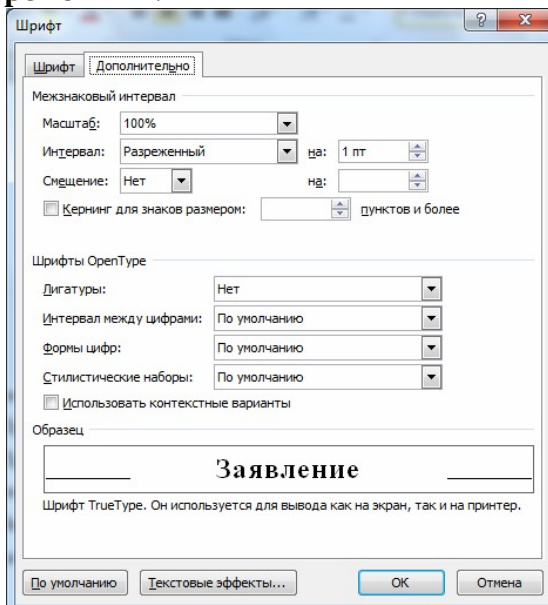 Шрифт
Шрифт Дополнительно
Межзнаковый интервал
Масштаб: 100%
Интервал: Разреженный на: 1 пт
Смещение: Нет на:
Кернинг для знаков размером: пунктов и более
Шрифты OpenType
Лигатуры: Нет
Интервал между цифрами: По умолчанию
Формы цифр: По умолчанию
Стилистические наборы: По умолчанию
Использовать контекстные варианты
Образец
Заявление
Шрифт TrueType. Он используется для вывода как на экран, так и на принтер.
По умолчанию Текстовые эффекты... ОК Отмена